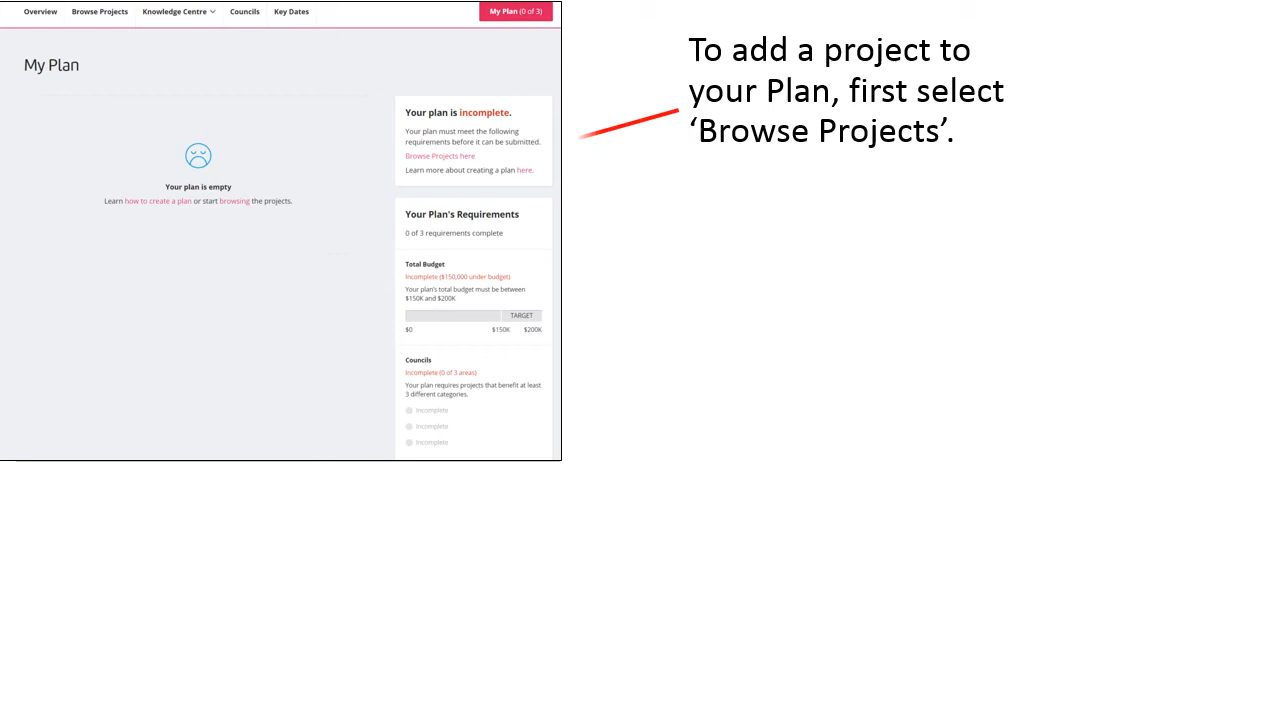 Overview Browse Projects Knowledge Centre Councils Key Dates My Plan (0 of 3)
My Plan
Your plan is empty
Learn how to create a plan or start browsing the projects.
Your plan is incomplete.
Your plan must meet the following
requirements before it can be submitted.
Browse Projects here
Learn more about creating a plan here.
Your Plan's Requirements
0 of 3 requirements complete
Total Budget
Incomplete ($150,000 under budget)
Your plan's total budget must be between
$150K and $200K
TARGET
$0 $150K $200K
Councils
Incomplete (0 of 3 areas)
Your plan requires projects that benefit at least
3 different categories.
Incomplete
Incomplete
Incomplete
To add a project to
your Plan, first select
‘Browse Projects’.